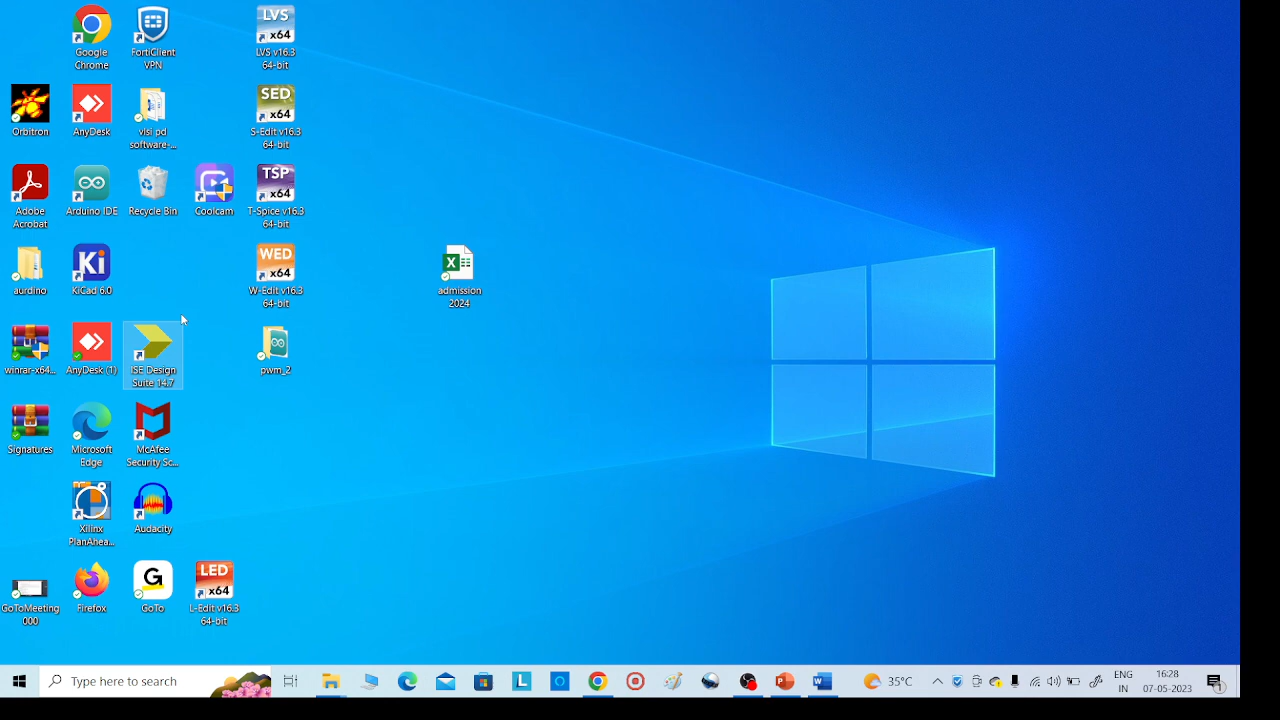 Google
Chrome
FortiClient
VPN
LVS
x64
LVS v16.3
64-bit
Orbitron
AnyDesk
vlsi pd
software-...
SED
x64
S-Edit v16.3
64-bit
Adobe
Acrobat
Arduino IDE
Recycle Bin
Coolcam
TSP
x64
T-Spice v16.3
64-bit
aurdino
Ki
KiCad 6.0
WED
x64
W-Edit v16.3
64-bit
admission
2024
winrar-x64...
AnyDesk (1)
ISE Design
Suite 14.7
pwm_2
Signatures
Microsoft
Edge
McAfee
Security Sc...
Xilinx
PlanAhea...
Audacity
GoToMeeting
000
Firefox
G
GoTo
LED
x64
L-Edit v16.3
64-bit
Type here to search
L
35°C
ENG
IN
16:28
07-05-2023
1